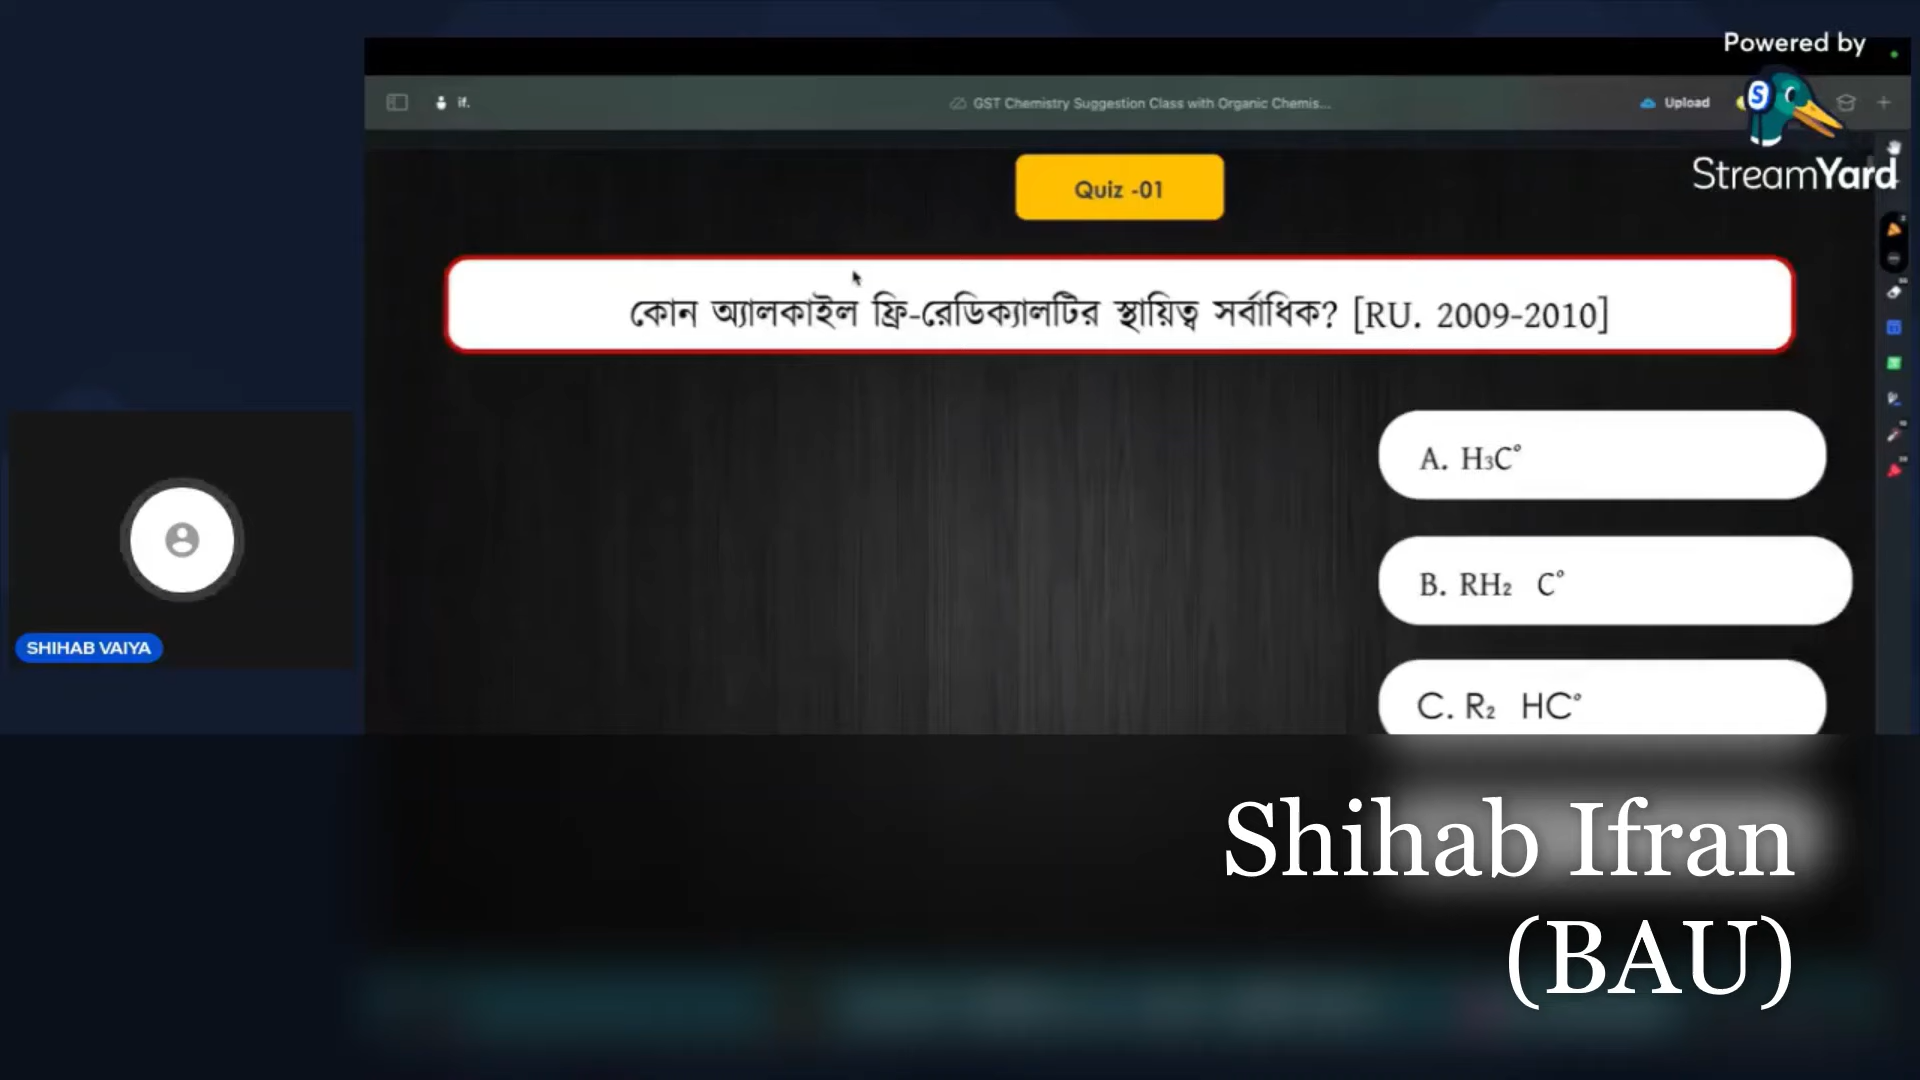 Powered by
StreamYard
if.
GST Chemistry Suggestion Class with Organic Chemis...
Upload
Quiz -01
কোন অ্যালকাইল ফ্রি-রেডিক্যালটির স্থায়িত্ব সর্বাধিক? [RU. 2009-2010]
A. H₃C°
B. RH₂ C°
C. R₂ HC°
SHIHAB VAIYA
Shihab Ifran
(BAU)